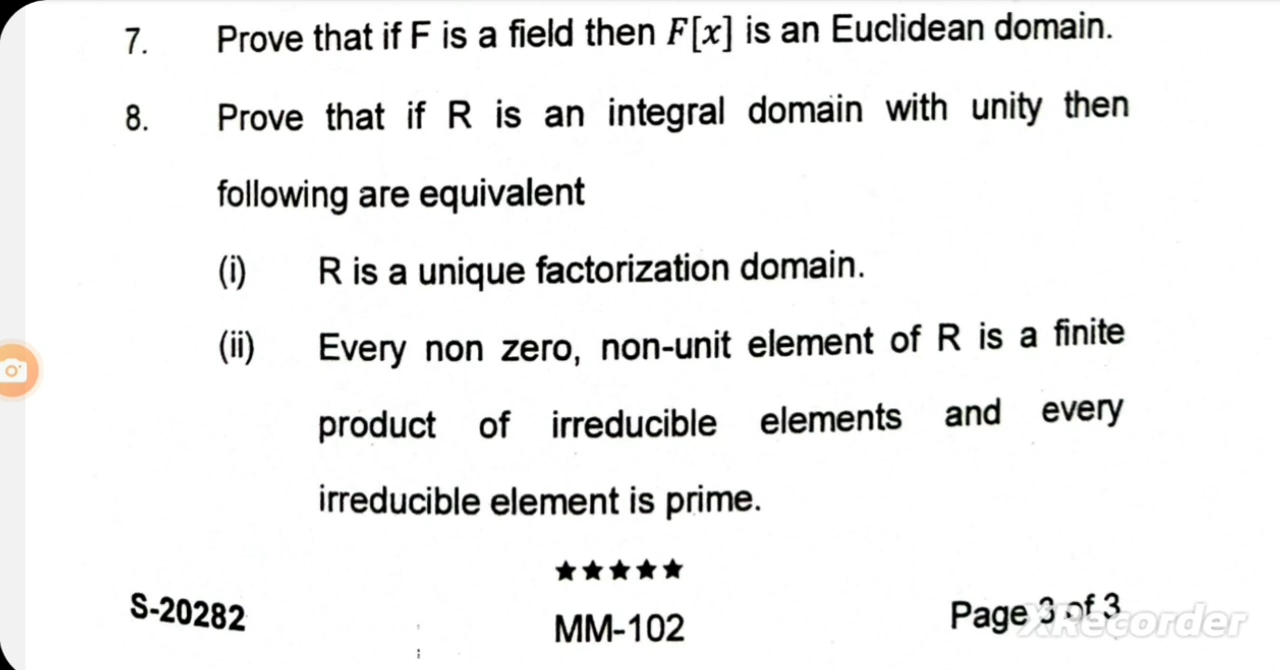 7. Prove that if F is a field then F[x] is an Euclidean domain.
8. Prove that if R is an integral domain with unity then
following are equivalent
(i) R is a unique factorization domain.
(ii) Every non zero, non-unit element of R is a finite
product of irreducible elements and every
irreducible element is prime.
★★★★★
S-20282 MM-102 Page 3 of 3
XRecorder